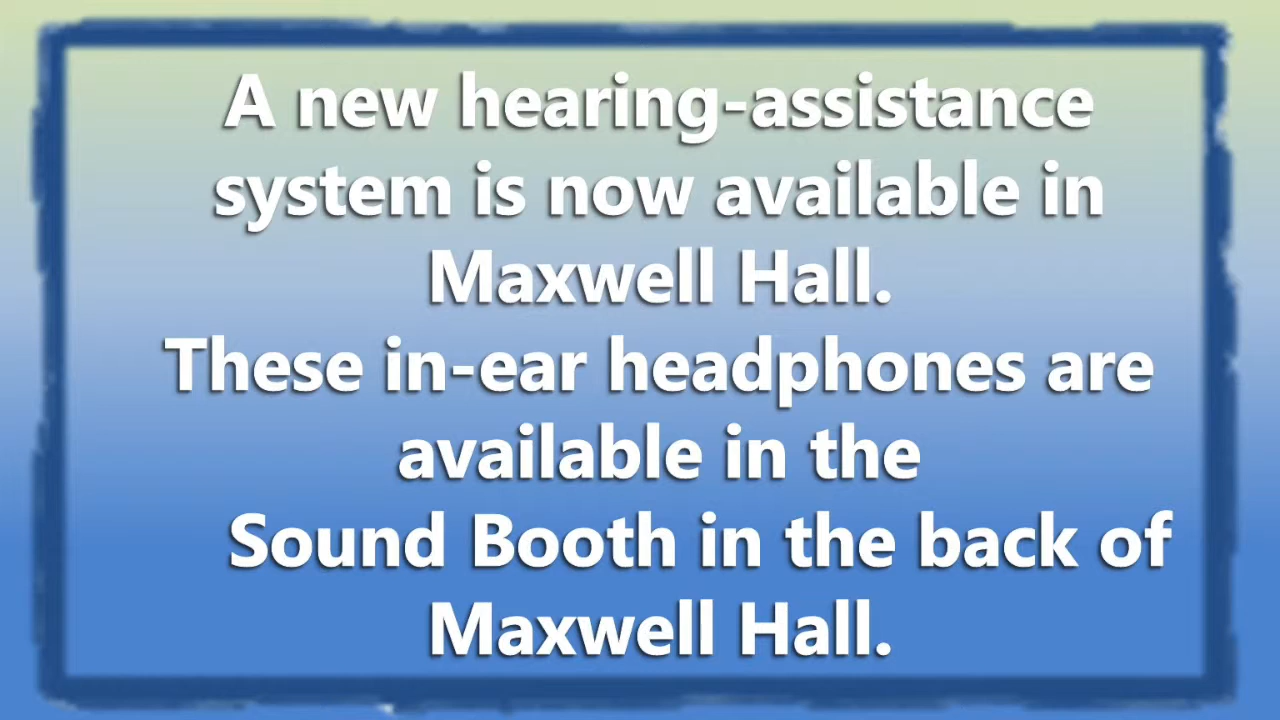 A new hearing-assistance
system is now available in
Maxwell Hall.
These in-ear headphones are
available in the
Sound Booth in the back of
Maxwell Hall.